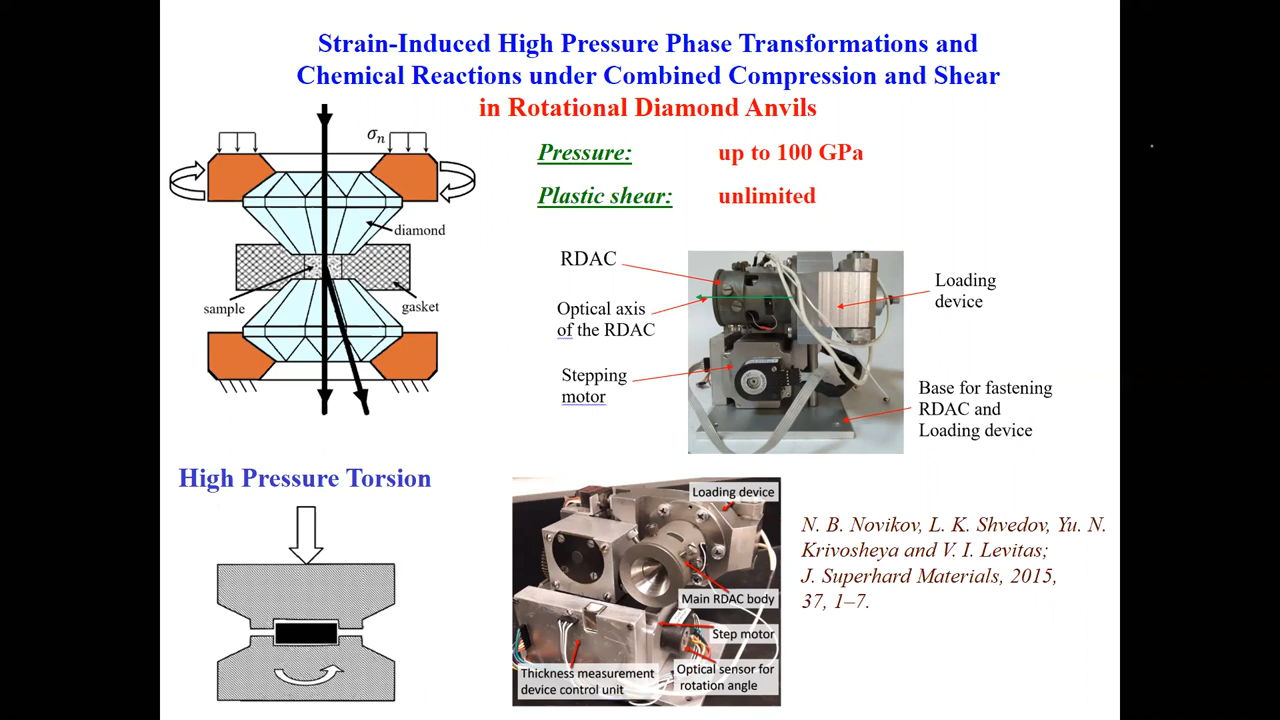 Strain-Induced High Pressure Phase Transformations and
Chemical Reactions under Combined Compression and Shear
in Rotational Diamond Anvils
σn
Pressure: up to 100 GPa
Plastic shear: unlimited
diamond
sample
gasket
RDAC
Optical axis
of the RDAC
Stepping
motor
Loading
device
Base for fastening
RDAC and
Loading device
High Pressure Torsion
Loading device
Main RDAC body
Step motor
Optical sensor for
rotation angle
Thickness measurement
device control unit
N. B. Novikov, L. K. Shvedov, Yu. N.
Krivosheya and V. I. Levitas;
J. Superhard Materials, 2015,
37, 1–7.